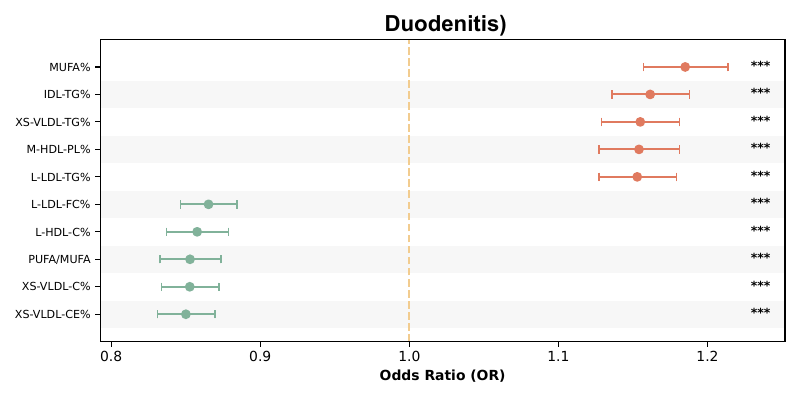 Duodenitis)
MUFA% ***
IDL-TG% ***
XS-VLDL-TG% ***
M-HDL-PL% ***
L-LDL-TG% ***
L-LDL-FC% ***
L-HDL-C% ***
PUFA/MUFA ***
XS-VLDL-C% ***
XS-VLDL-CE% ***
0.8 0.9 1.0 1.1 1.2
Odds Ratio (OR)